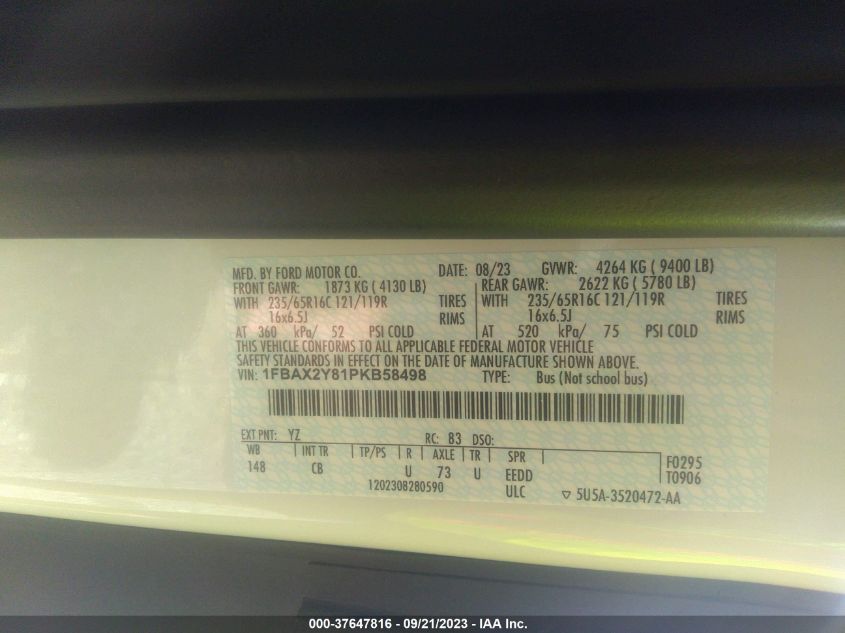 MFD. BY FORD MOTOR CO. DATE: 08/23 GVWR: 4264 KG ( 9400 LB)
FRONT GAWR: 1873 KG ( 4130 LB) REAR GAWR: 2622 KG ( 5780 LB)
WITH 235/65R16C 121/119R TIRES WITH 235/65R16C 121/119R TIRES
16x6.5J RIMS 16x6.5J RIMS
AT 360 kPa/ 52 PSI COLD AT 520 kPa/ 75 PSI COLD
THIS VEHICLE CONFORMS TO ALL APPLICABLE FEDERAL MOTOR VEHICLE
SAFETY STANDARDS IN EFFECT ON THE DATE OF MANUFACTURE SHOWN ABOVE.
VIN: 1FBAX2Y81PKB58498 TYPE: Bus (Not school bus)
EXT PNT: YZ RC: 83 DSO:
WB INT TR TP/PS R AXLE TR SPR F0295
148 CB U 73 U EEDD T0906
1202308280590 ULC ▽ 5U5A-3520472-AA
000-37647816 - 09/21/2023 - IAA Inc.